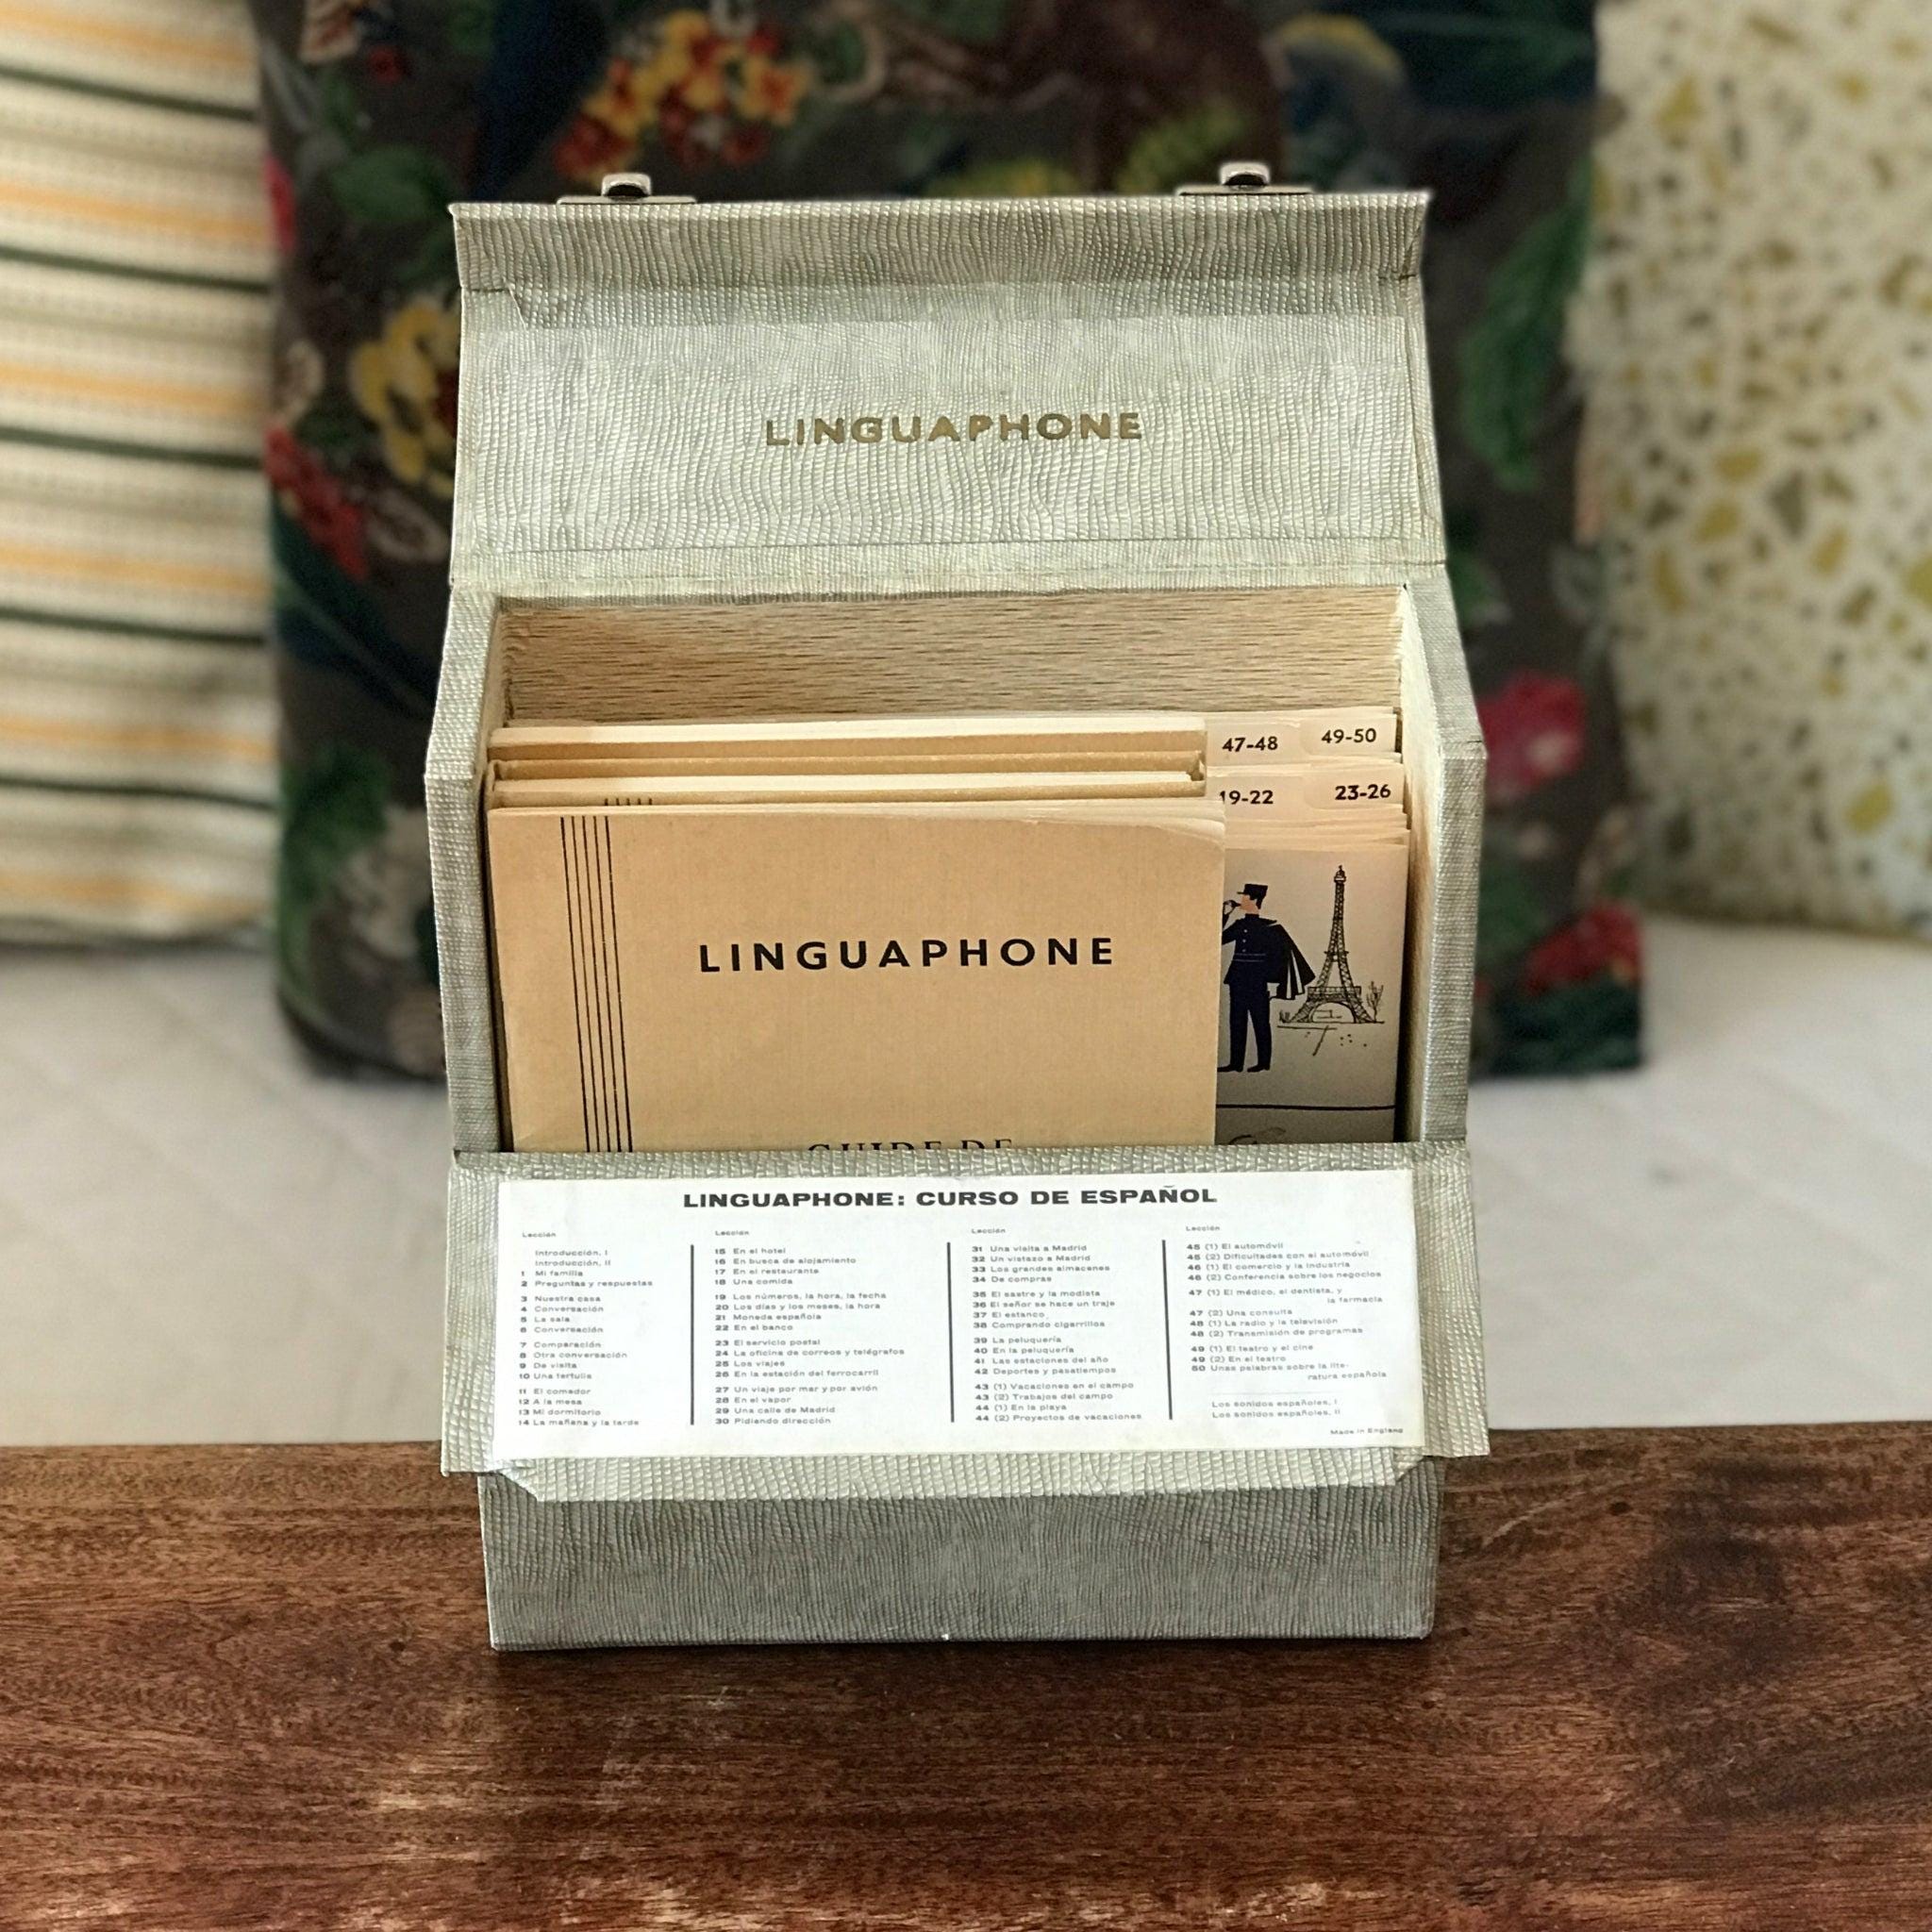 LINGUAPHONE
47-48
49-50
19-22
23-26
LINGUAPHONE
GUIDE DE
LINGUAPHONE: CURSO DE ESPAÑOL
Lección
Introducción, I
Introducción, II
1 Mi familia
2 Preguntas y respuestas
3 Nuestra casa
4 Conversación
5 La sala
6 Conversación
7 Comparación
8 Otra conversación
9 De visita
10 Una tertulia
11 El comedor
12 A la mesa
13 Mi dormitorio
14 La mañana y la tarde
Lección
15 En el hotel
16 En busca de alojamiento
17 En el restaurante
18 Una comida
19 Los números, la hora, la fecha
20 Los días y los meses, la hora
21 Moneda española
22 En el banco
23 El servicio postal
24 La oficina de correos y telégrafos
25 Los viajes
26 En la estación del ferrocarril
27 Un viaje por mar y por avión
28 En el vapor
29 Una calle de Madrid
30 Pidiendo dirección
Lección
31 Una visita a Madrid
32 Un vistazo a Madrid
33 Los grandes almacenes
34 De compras
35 El sastre y la modista
36 El señor se hace un traje
37 El estanco
38 Comprando cigarrillos
39 La peluquería
40 En la peluquería
41 Las estaciones del año
42 Deportes y pasatiempos
43 (1) Vacaciones en el campo
43 (2) Trabajos del campo
44 (1) En la playa
44 (2) Proyectos de vacaciones
Lección
45 (1) El automóvil
45 (2) Dificultades con el automóvil
46 (1) El comercio y la industria
46 (2) Conferencia sobre los negocios
47 (1) El médico, el dentista, y
la farmacia
47 (2) Una consulta
48 (1) La radio y la televisión
48 (2) Transmisión de programas
49 (1) El teatro y el cine
49 (2) En el teatro
50 Unas palabras sobre la lite-
ratura española
Los sonidos españoles, I
Los sonidos españoles, II
Made in England